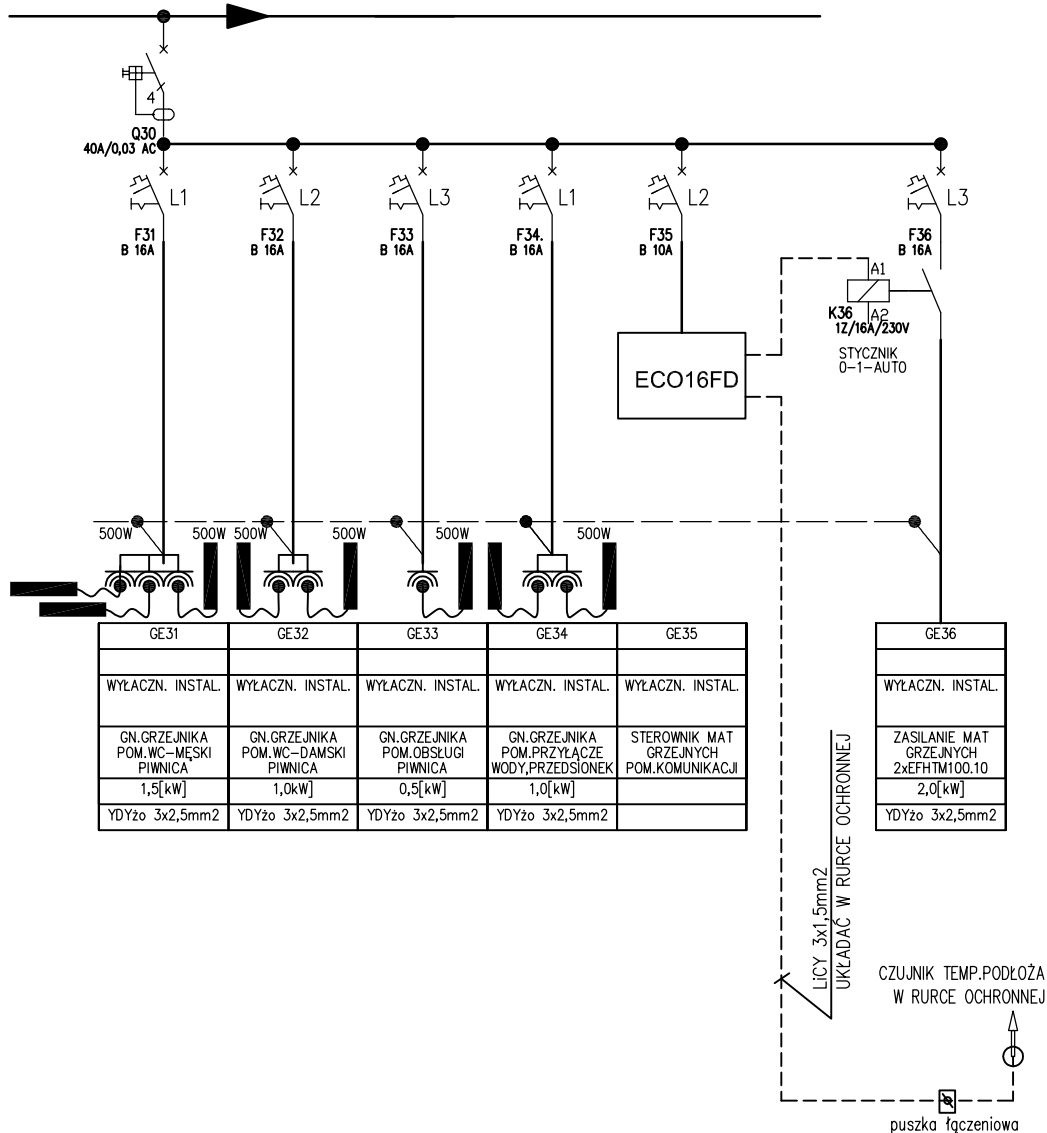 4
Q30
40A/0,03 AC
L1
L2
L3
L1
L2
L3
F31
B 16A
F32
B 16A
F33
B 16A
F34.
B 16A
F35
B 10A
F36
B 16A
A1
K36
A2
1Z/16A/230V
STYCZNIK
0-1-AUTO
ECO16FD
500W
500W
500W
500W
500W
500W
GE31
GE32
GE33
GE34
GE35
GE36
WYŁACZN. INSTAL.
WYŁACZN. INSTAL.
WYŁACZN. INSTAL.
WYŁACZN. INSTAL.
WYŁACZN. INSTAL.
WYŁACZN. INSTAL.
GN.GRZEJNIKA
POM.WC-MĘSKI
PIWNICA
GN.GRZEJNIKA
POM.WC-DAMSKI
PIWNICA
GN.GRZEJNIKA
POM.OBSŁUGI
PIWNICA
GN.GRZEJNIKA
POM.PRZYŁĄCZE
WODY,PRZEDSIONEK
STEROWNIK MAT
GRZEJNYCH
POM.KOMUNIKACJI
ZASILANIE MAT
GRZEJNYCH
2xEFHTM100.10
1,5[kW]
1,0kW]
0,5[kW]
1,0[kW]
2,0[kW]
YDYżo 3x2,5mm2
YDYżo 3x2,5mm2
YDYżo 3x2,5mm2
YDYżo 3x2,5mm2
YDYżo 3x2,5mm2
LiCY 3x1,5mm2
UKŁADAĆ W RURCE OCHRONNEJ
CZUJNIK TEMP.PODŁOŻA
W RURCE OCHRONNEJ
puszka łączeniowa